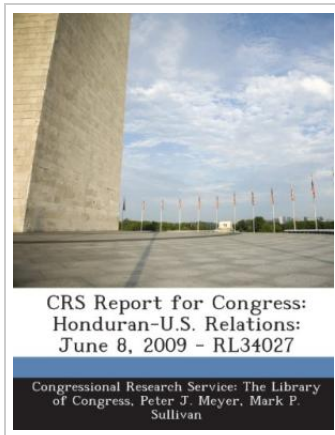 CRS Report for Congress:
Honduran-U.S. Relations:
June 8, 2009 - RL34027
Congressional Research Service: The Library
of Congress, Peter J. Meyer, Mark P.
Sullivan